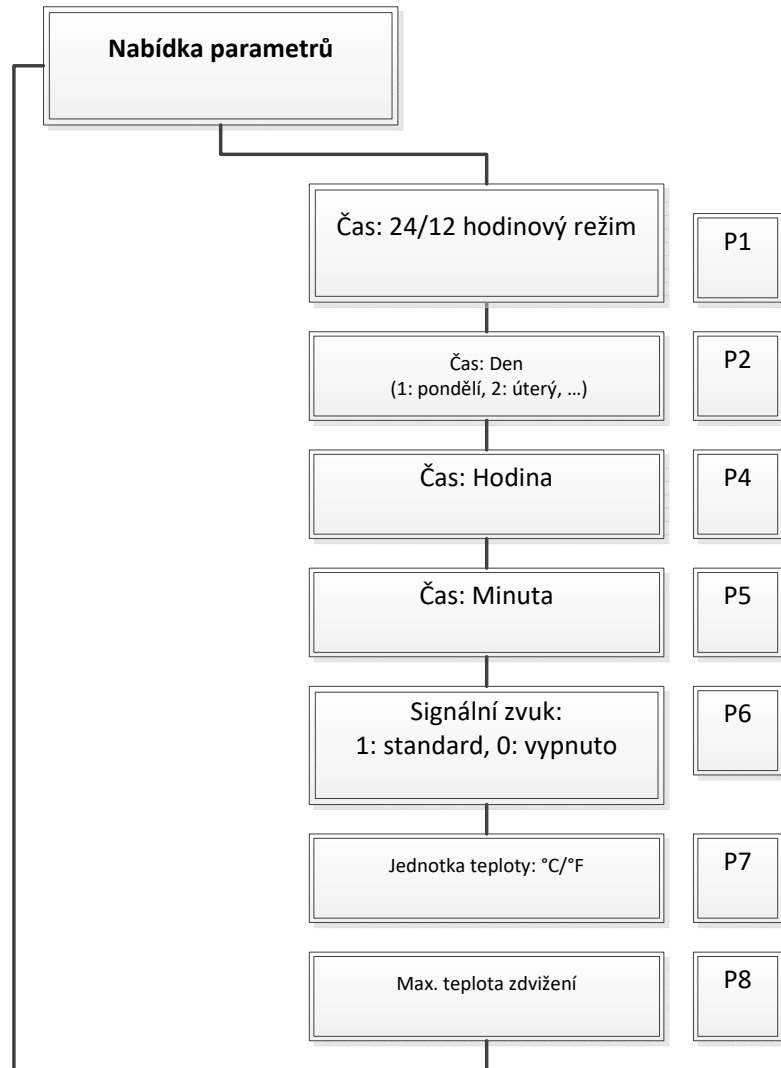 Nabídka parametrů
Čas: 24/12 hodinový režim
P1
Čas: Den
(1: pondělí, 2: úterý, ...)
P2
Čas: Hodina
P4
Čas: Minuta
P5
Signální zvuk:
1: standard, 0: vypnuto
P6
Jednotka teploty: °C/°F
P7
Max. teplota zdvižení
P8